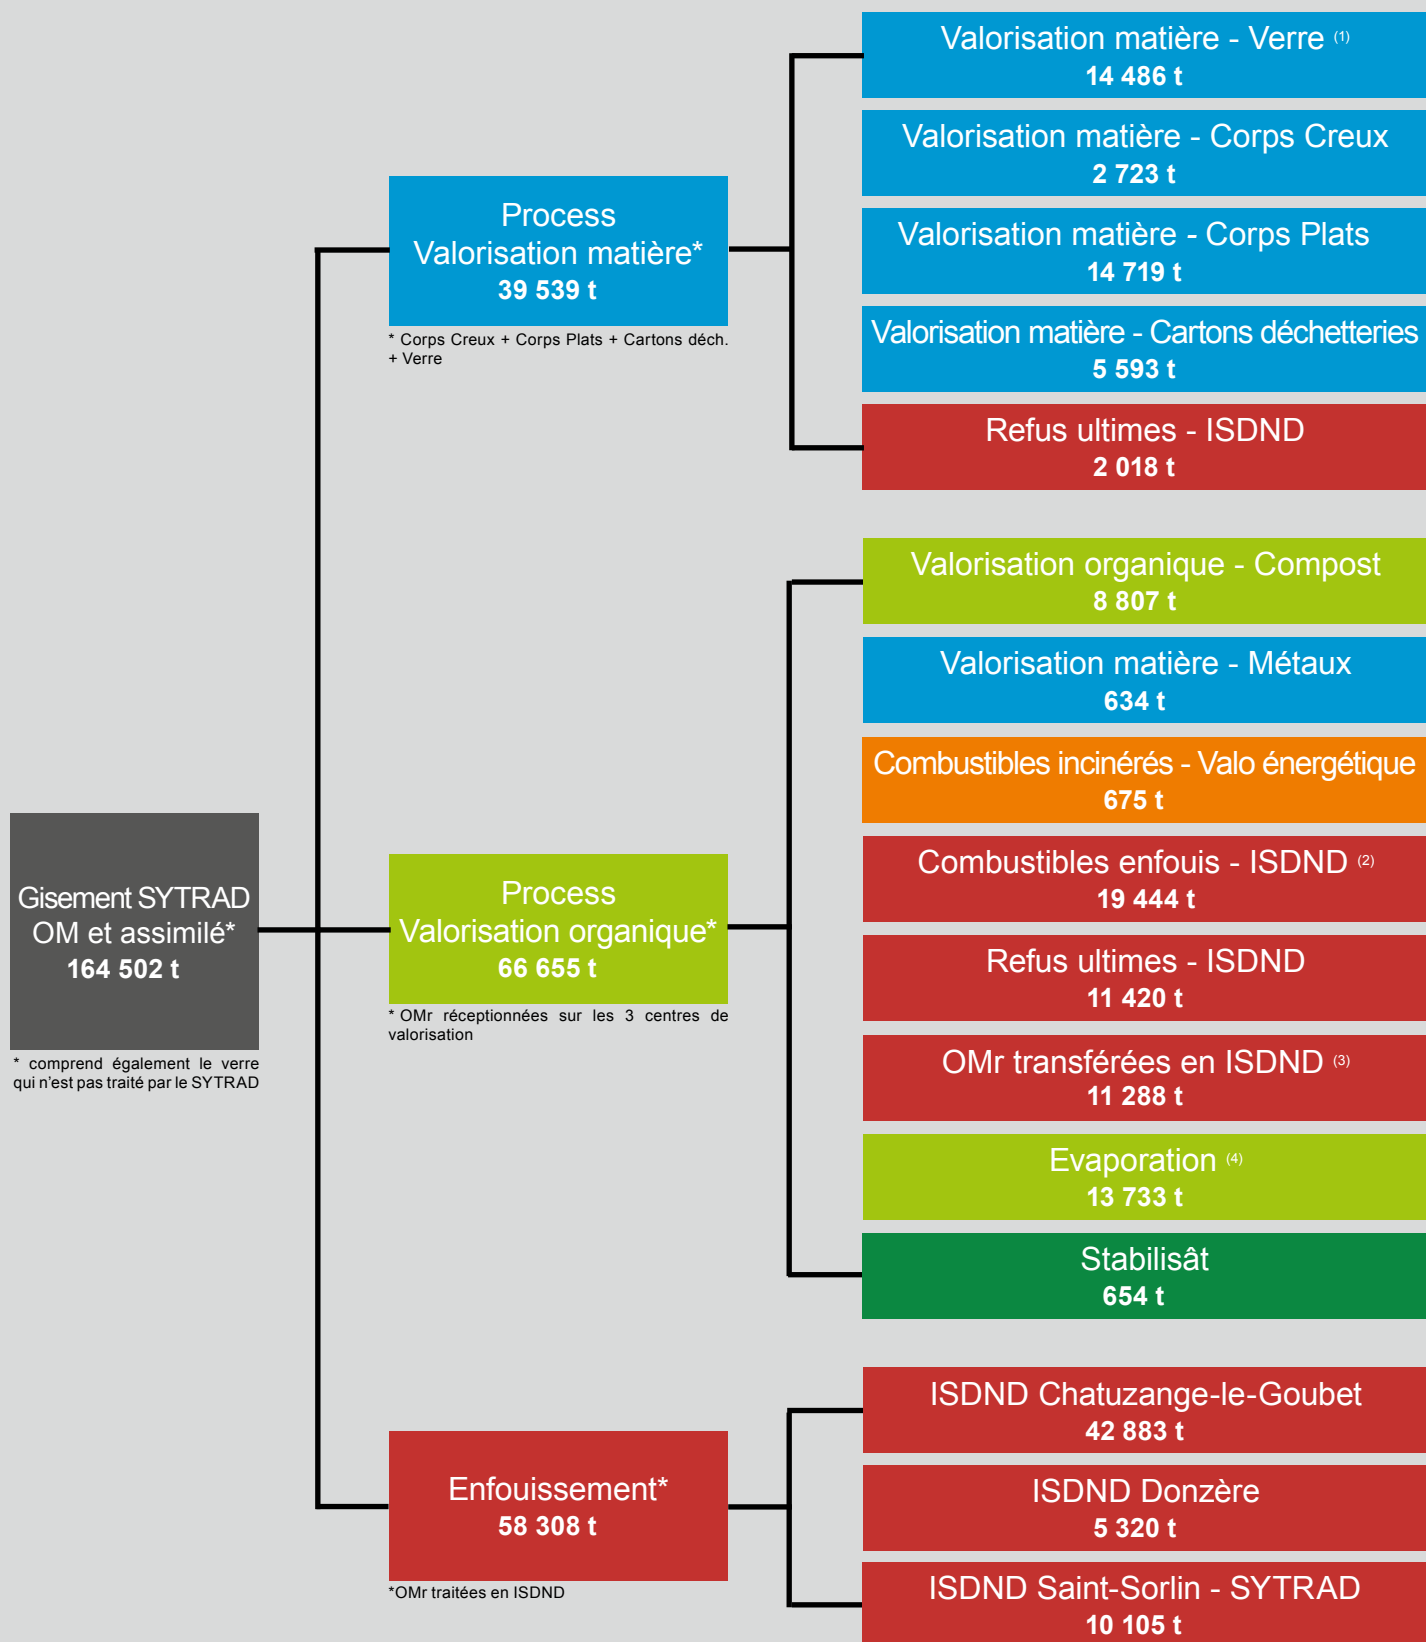 Gisement SYTRAD
OM et assimilé*
164 502 t
* comprend également le verre
qui n'est pas traité par le SYTRAD
Process
Valorisation matière*
39 539 t
* Corps Creux + Corps Plats + Cartons déch.
+ Verre
Valorisation matière - Verre (1)
14 486 t
Valorisation matière - Corps Creux
2 723 t
Valorisation matière - Corps Plats
14 719 t
Valorisation matière - Cartons déchetteries
5 593 t
Refus ultimes - ISDND
2 018 t
Process
Valorisation organique*
66 655 t
* OMr réceptionnées sur les 3 centres de
valorisation
Valorisation organique - Compost
8 807 t
Valorisation matière - Métaux
634 t
Combustibles incinérés - Valo énergétique
675 t
Combustibles enfouis - ISDND (2)
19 444 t
Refus ultimes - ISDND
11 420 t
OMr transférées en ISDND (3)
11 288 t
Evaporation (4)
13 733 t
Stabilisât
654 t
Enfouissement*
58 308 t
*OMr traitées en ISDND
ISDND Chatuzange-le-Goubet
42 883 t
ISDND Donzère
5 320 t
ISDND Saint-Sorlin - SYTRAD
10 105 t